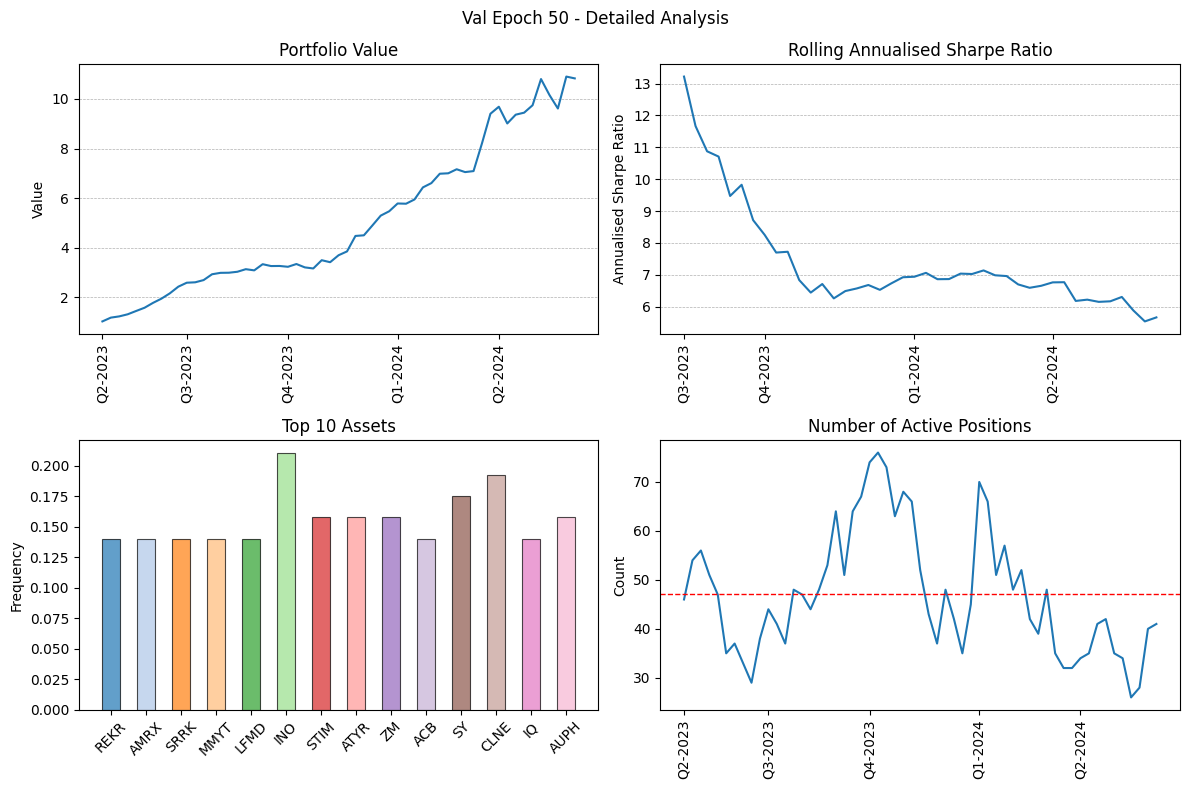 Val Epoch 50 - Detailed Analysis
Portfolio Value
Value
10
8
6
4
2
Q2-2023
Q3-2023
Q4-2023
Q1-2024
Q2-2024
Rolling Annualised Sharpe Ratio
Annualised Sharpe Ratio
13
12
11
10
9
8
7
6
Q3-2023
Q4-2023
Q1-2024
Q2-2024
Top 10 Assets
Frequency
0.200
0.175
0.150
0.125
0.100
0.075
0.050
0.025
0.000
REKR
AMRX
SRRK
MMYT
LFMD
INO
STIM
ATYR
ZM
ACB
SY
CLNE
IQ
AUPH
Number of Active Positions
Count
70
60
50
40
30
Q2-2023
Q3-2023
Q4-2023
Q1-2024
Q2-2024